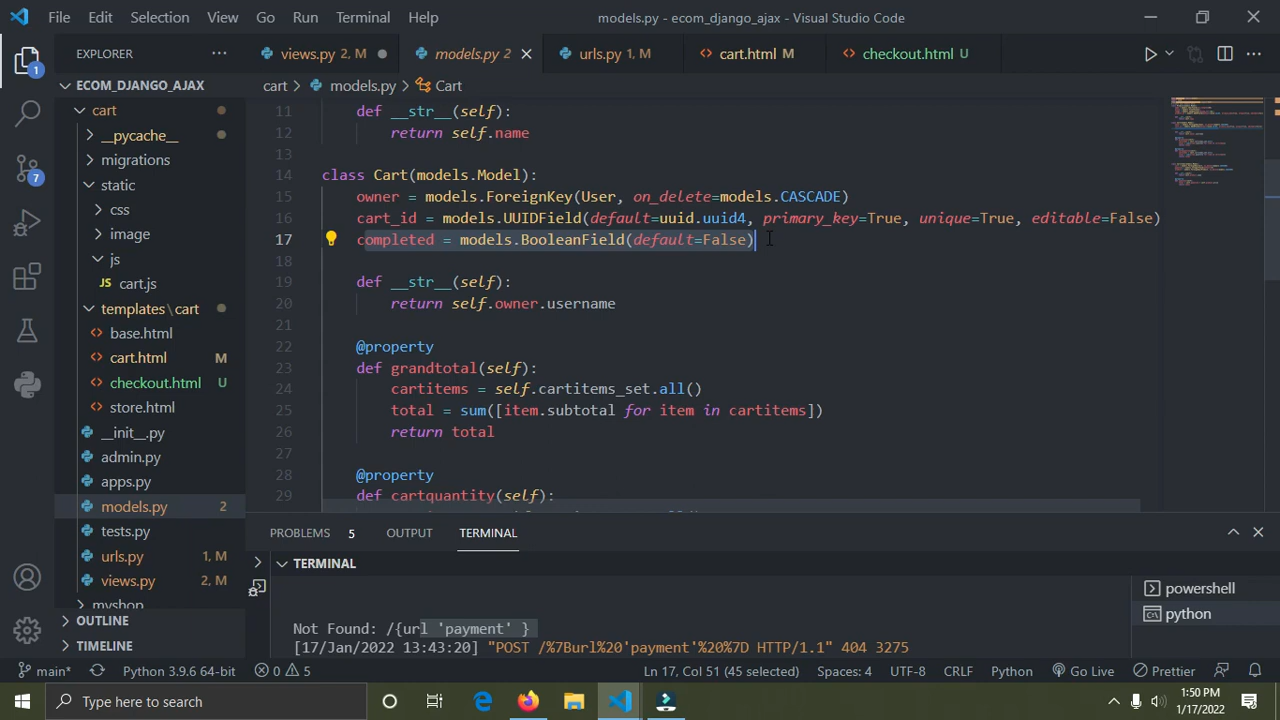 File Edit Selection View Go Run Terminal Help models.py - ecom_django_ajax - Visual Studio Code
EXPLORER
views.py 2, M models.py 2 urls.py 1, M cart.html M checkout.html U
ECOM_DJANGO_AJAX
cart > models.py > Cart
cart
__pycache__
migrations
static
css
image
js
JS cart.js
templates\cart
base.html
cart.html M
checkout.html U
store.html
__init__.py
admin.py
apps.py
models.py 2
tests.py
urls.py 1, M
views.py 2, M
myshop
OUTLINE
TIMELINE
11 def __str__(self):
12 return self.name
13
14 class Cart(models.Model):
15 owner = models.ForeignKey(User, on_delete=models.CASCADE)
16 cart_id = models.UUIDField(default=uuid.uuid4, primary_key=True, unique=True, editable=False)
17 completed = models.BooleanField(default=False)
18
19 def __str__(self):
20 return self.owner.username
21
22 @property
23 def grandtotal(self):
24 cartitems = self.cartitems_set.all()
25 total = sum([item.subtotal for item in cartitems])
26 return total
27
28 @property
29 def cartquantity(self):
PROBLEMS 5 OUTPUT TERMINAL
TERMINAL
powershell
python
Not Found: /{url 'payment' }
[17/Jan/2022 13:43:20] "POST /%7Burl%20'payment'%20%7D HTTP/1.1" 404 3275
main* Python 3.9.6 64-bit 0 5 Ln 17, Col 51 (45 selected) Spaces: 4 UTF-8 CRLF Python Go Live Prettier
Type here to search
1:50 PM
1/17/2022
1
7